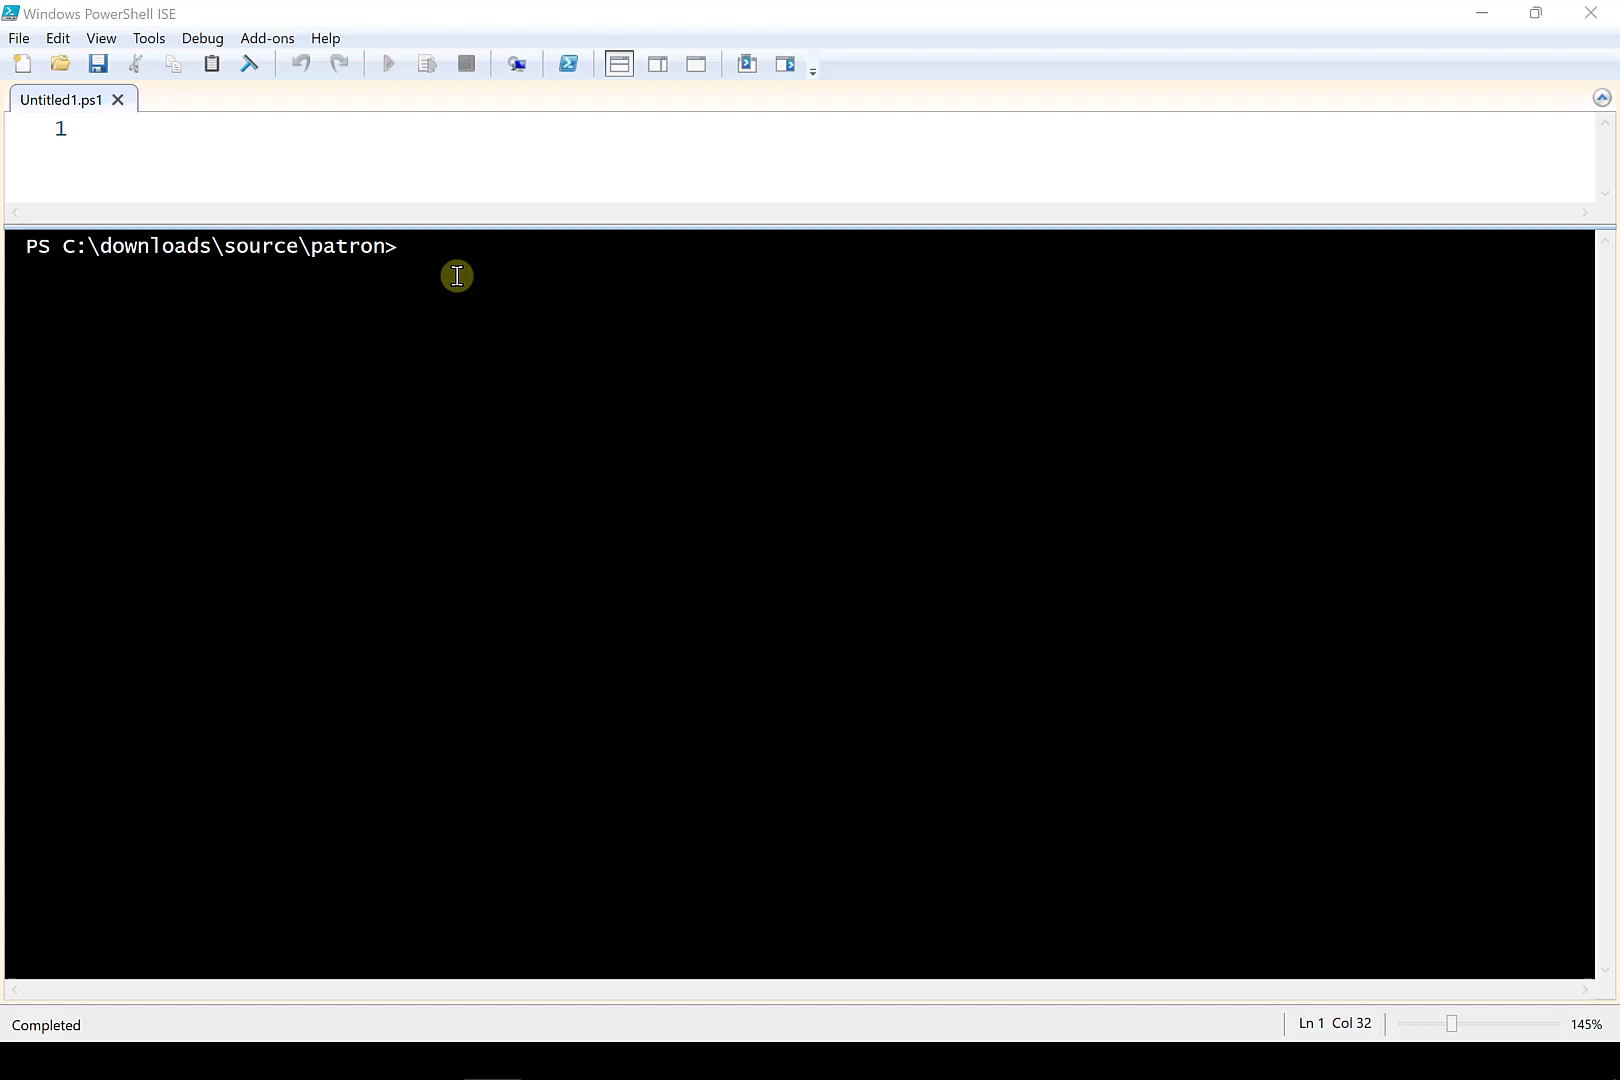 Windows PowerShell ISE
File Edit View Tools Debug Add-ons Help
Untitled1.ps1
1
PS C:\downloads\source\patron>
Completed
Ln 1 Col 32
145%